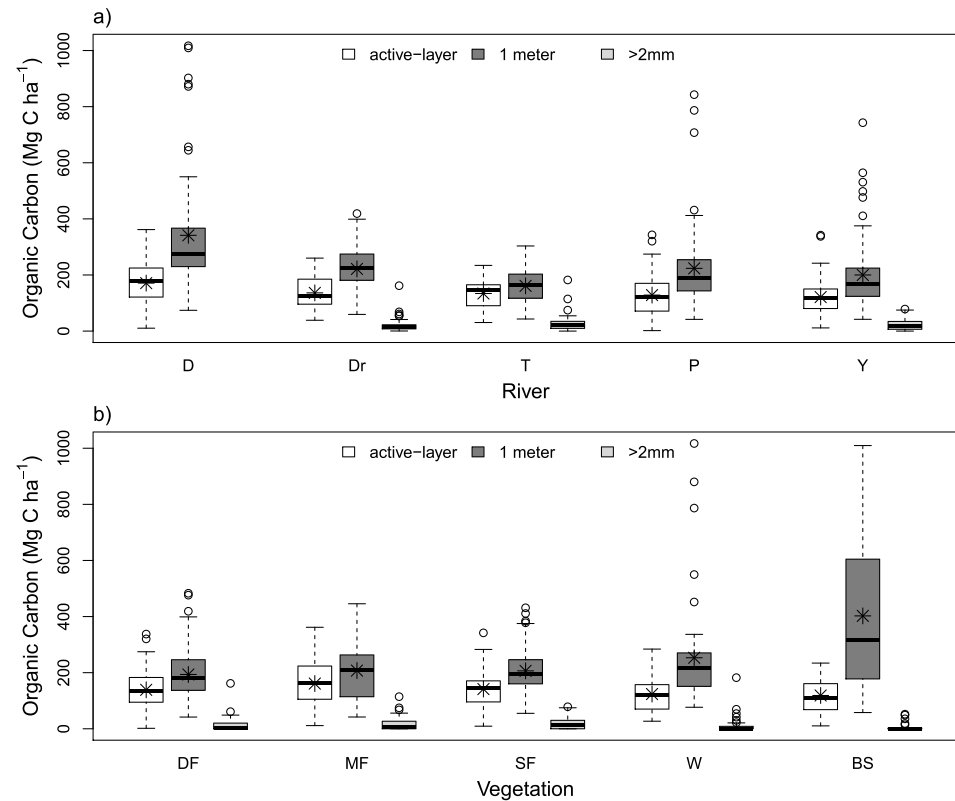 a)
active−layer 1 meter >2mm
Organic Carbon (Mg C ha⁻¹)
1000
800
600
400
200
0
D Dr T P Y
River
b)
active−layer 1 meter >2mm
Organic Carbon (Mg C ha⁻¹)
1000
800
600
400
200
0
DF MF SF W BS
Vegetation